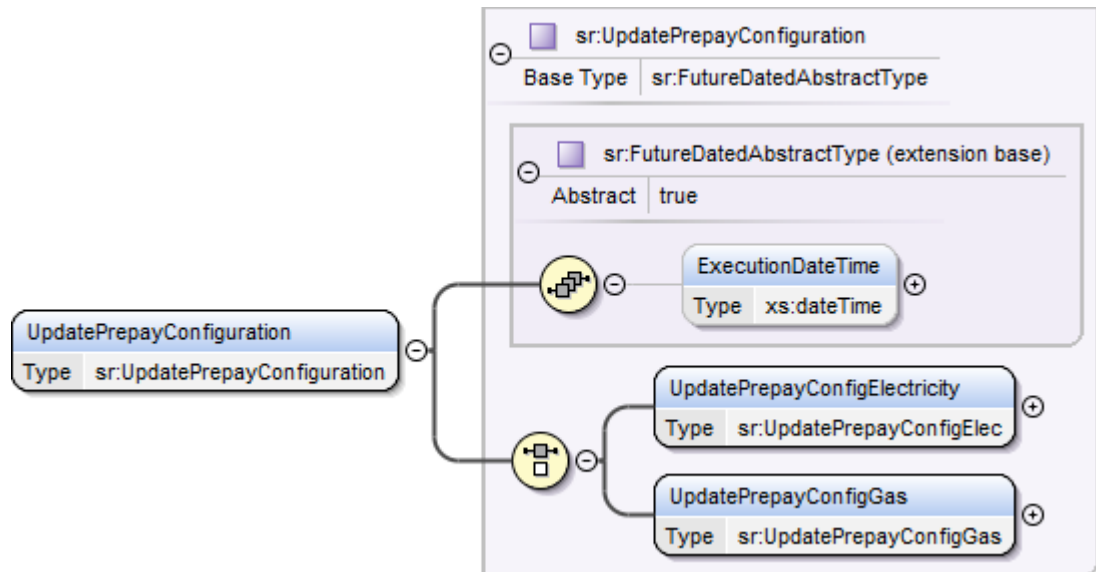 sr:UpdatePrepayConfiguration
Base Type sr:FutureDatedAbstractType
sr:FutureDatedAbstractType (extension base)
Abstract true
ExecutionDateTime
Type xs:dateTime
UpdatePrepayConfiguration
Type sr:UpdatePrepayConfiguration
UpdatePrepayConfigElectricity
Type sr:UpdatePrepayConfigElec
UpdatePrepayConfigGas
Type sr:UpdatePrepayConfigGas